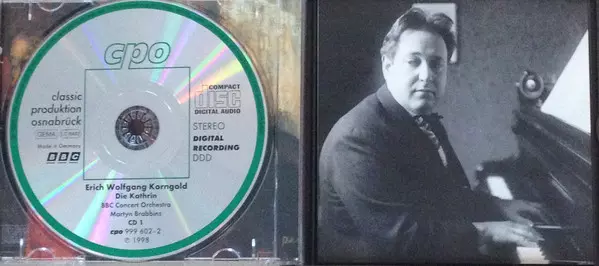 cpo
classic
produktion
osnabrück
GEMA
Made in Germany
BBC
COMPACT
disc
DIGITAL AUDIO
STEREO
DIGITAL
RECORDING
DDD
Erich Wolfgang Korngold
Die Kathrin
BBC Concert Orchestra
Martyn Brabbins
CD 1
cpo 999 602-2
© 1998